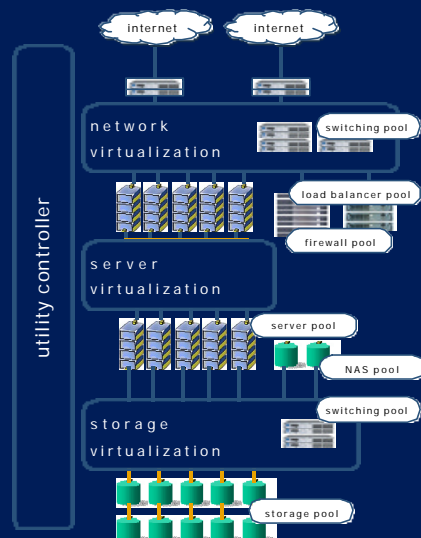 internet
internet
utility controller
network
virtualization
switching pool
load balancer pool
firewall pool
server
virtualization
server pool
NAS pool
switching pool
storage
virtualization
storage pool